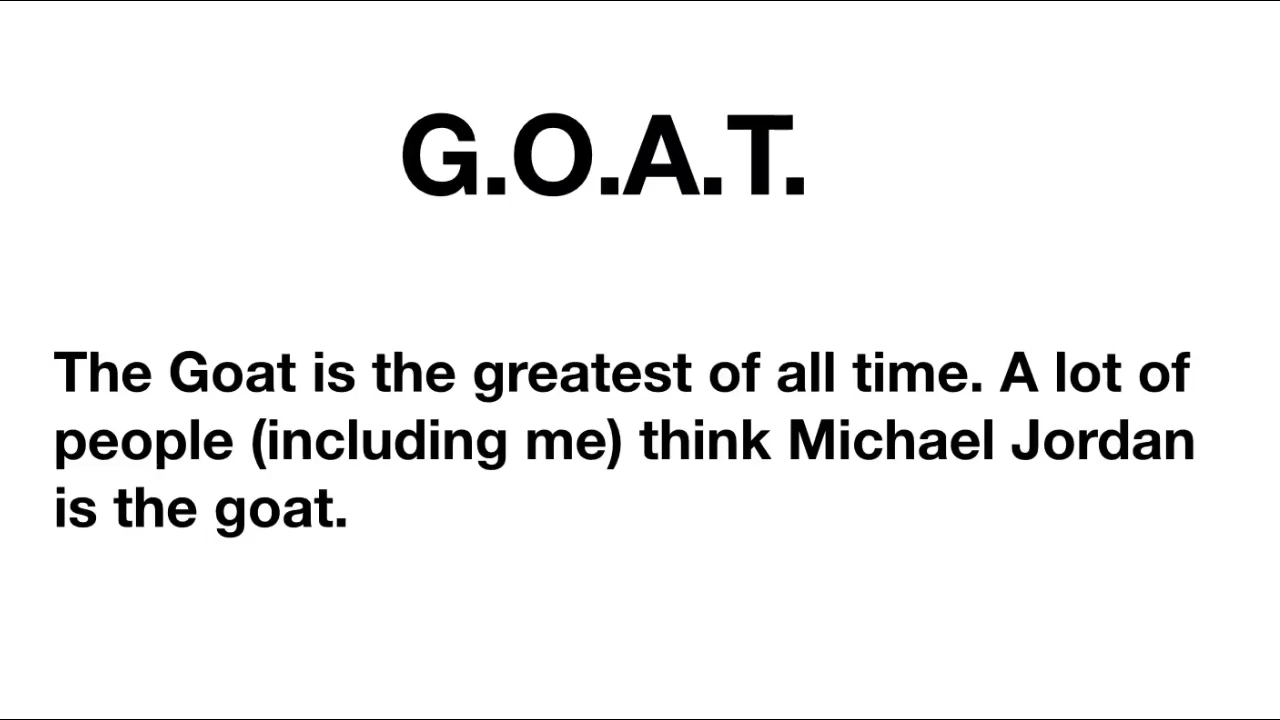 G.O.A.T.
The Goat is the greatest of all time. A lot of
people (including me) think Michael Jordan
is the goat.